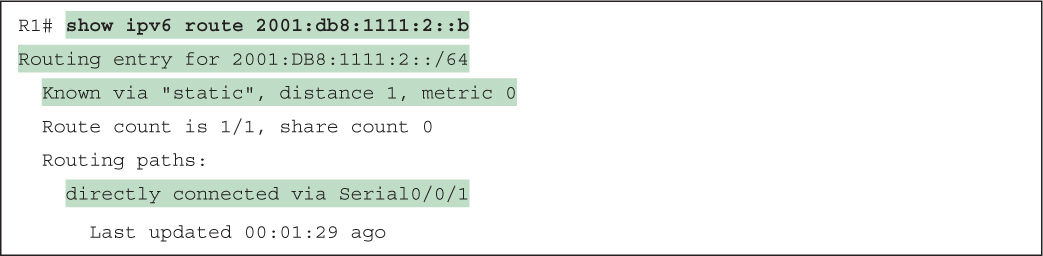 R1# show ipv6 route 2001:db8:1111:2::b
Routing entry for 2001:DB8:1111:2::/64
Known via "static", distance 1, metric 0
Route count is 1/1, share count 0
Routing paths:
directly connected via Serial0/0/1
Last updated 00:01:29 ago